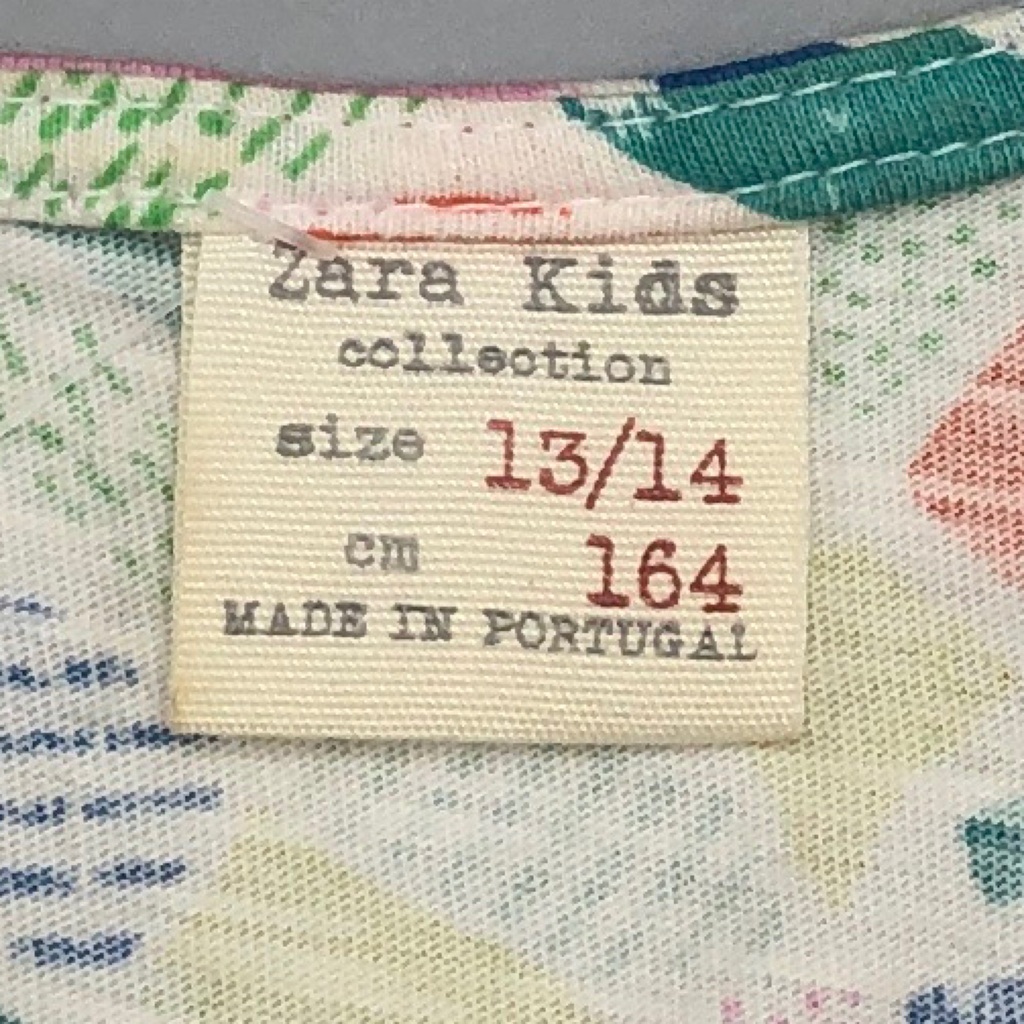 Zara Kids
collection
size 13/14
cm 164
MADE IN PORTUGAL